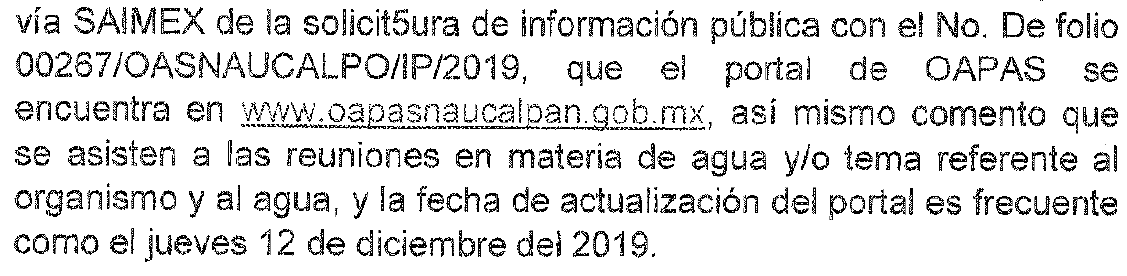 vía SAIMEX de la solicit5ura de información pública con el No. De folio
00267/OASNAUCALPO/IP/2019, que el portal de OAPAS se
encuentra en www.oapasnaucalpan.gob.mx, así mismo comento que
se asisten a las reuniones en materia de agua y/o tema referente al
organismo y al agua, y la fecha de actualización del portal es frecuente
como el jueves 12 de diciembre del 2019.